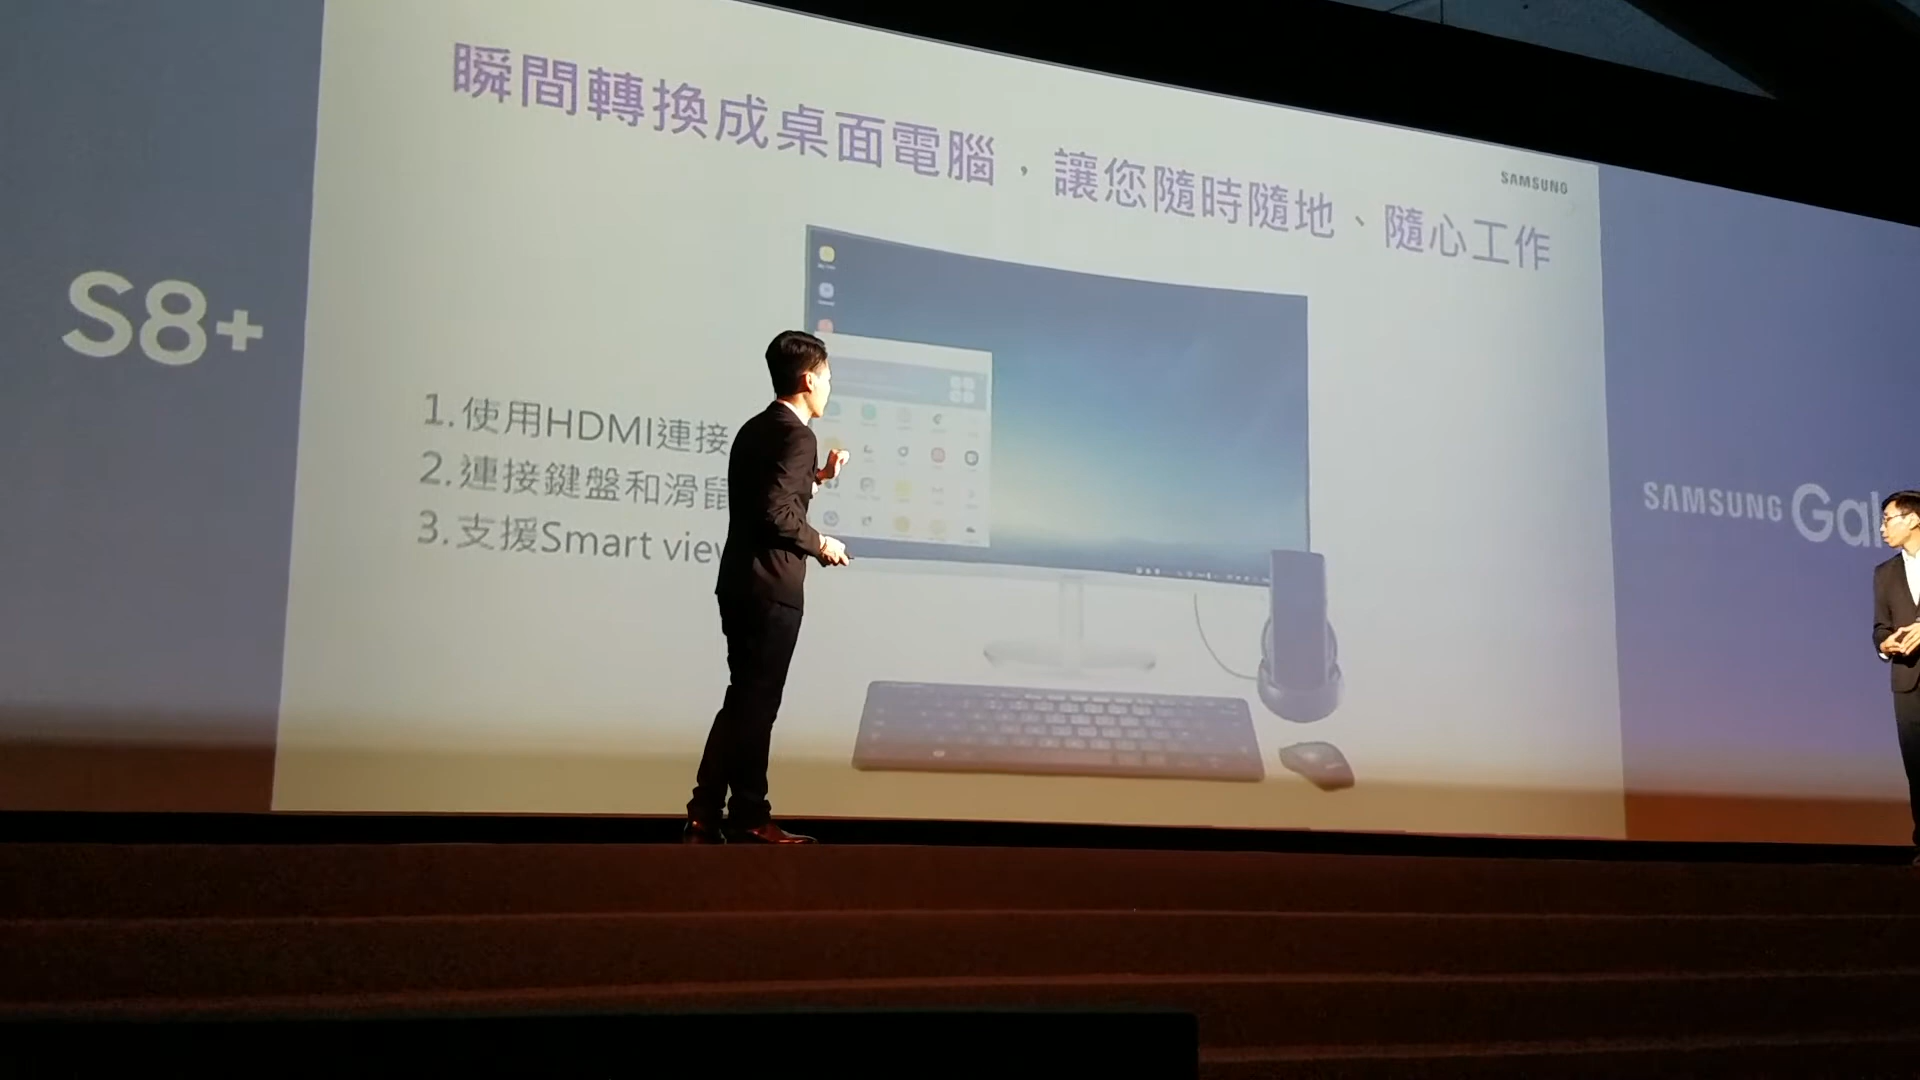 瞬間轉換成桌面電腦，讓您隨時隨地、隨心工作
SAMSUNG
S8+
1.使用HDMI連接
2.連接鍵盤和滑鼠
3.支援Smart view
SAMSUNG Gal